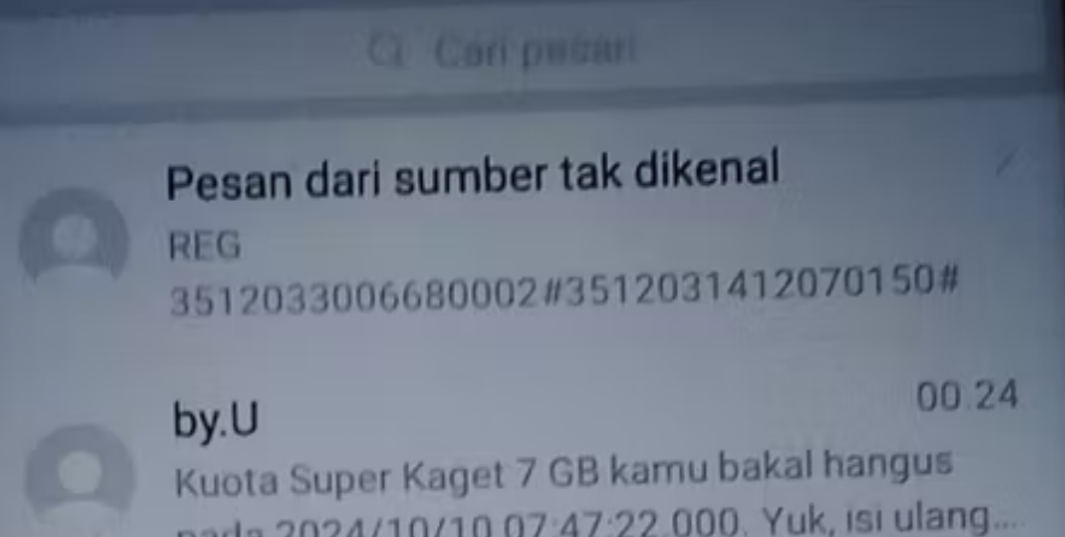 Cari pesan
Pesan dari sumber tak dikenal
REG
3512033006680002#3512031412070150#
by.U
00.24
Kuota Super Kaget 7 GB kamu bakal hangus
pada 2024/10/10 07:47:22.000. Yuk, isi ulang....